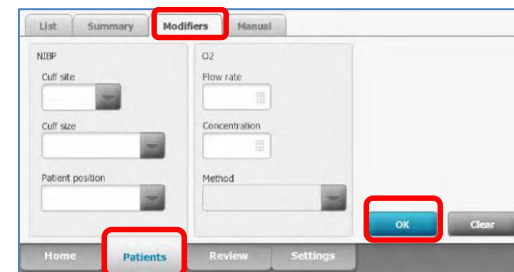 List Summary Modifiers Manual
NIBP
Cuff site
Cuff size
Patient position
O2
Flow rate
Concentration
Method
OK Clear
Home Patients Review Settings